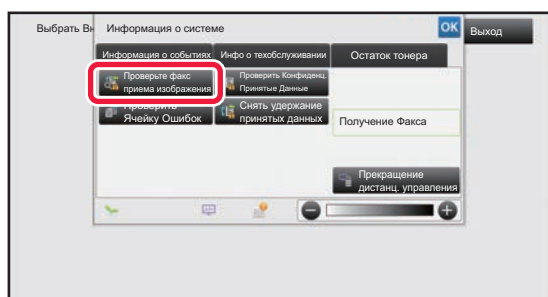 Выбрать Вн
Информация о системе
OK
Выход
Информация о событиях
Инфо о техобслуживании
Остаток тонера
Проверьте факс
приема изображения
Проверить Конфиденц.
Принятые Данные
Проверить
Ячейку Ошибок
Снять удержание
принятых данных
Получение Факса
Прекращение
дистанц. управления